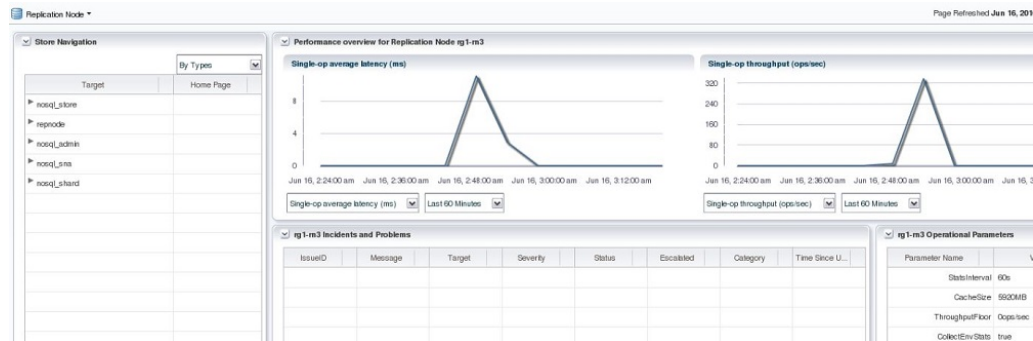 Replication Node
Page Refreshed Jun 16, 201
Store Navigation
By Types
Target Home Page
nosql_store
repnode
nosql_admin
nosql_sna
nosql_shard
Performance overview for Replication Node rg1-rn3
Single-op average latency (ms)
8
4
0
Jun 16, 2:24:00 am Jun 16, 2:36:00 am Jun 16, 2:48:00 am Jun 16, 3:00:00 am Jun 16, 3:12:00 am
Single-op average latency (ms) Last 60 Minutes
Single-op throughput (ops/sec)
320
240
160
80
0
Jun 16, 2:24:00 am Jun 16, 2:36:00 am Jun 16, 2:48:00 am Jun 16, 3:00:00 am Jun 16, 3
Single-op throughput (ops/sec) Last 60 Minutes
rg1-rn3 Incidents and Problems
IssueID Message Target Severity Status Escalated Category Time Since U...
rg1-rn3 Operational Parameters
Parameter Name V
StatsInterval 60s
CacheSize 5920MB
ThroughputFloor 0ops/sec
CollectEnvStats true